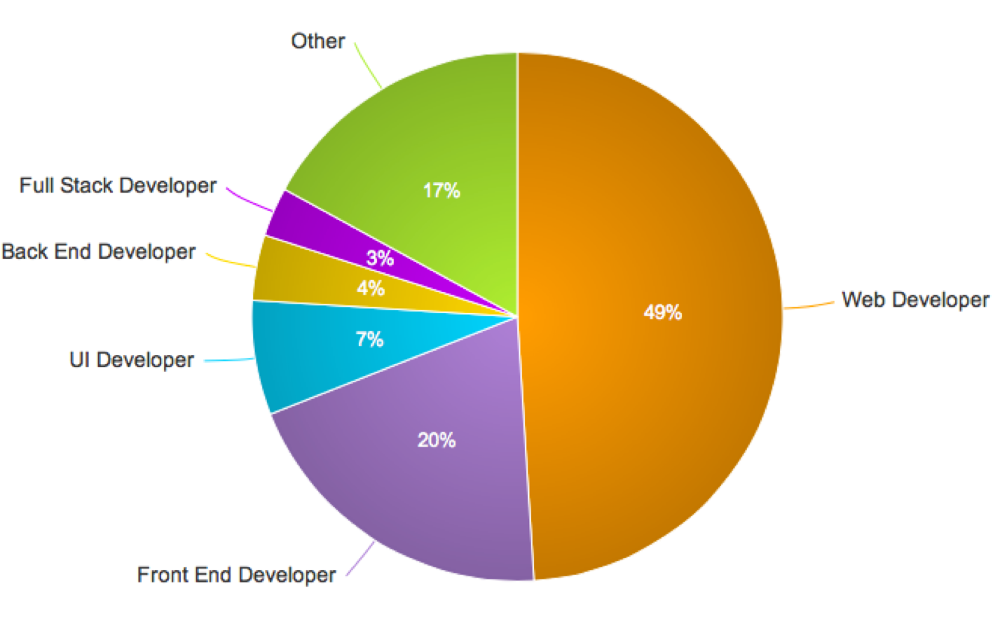 Other
17%
Full Stack Developer
3%
Back End Developer
4%
Web Developer
49%
UI Developer
7%
20%
Front End Developer